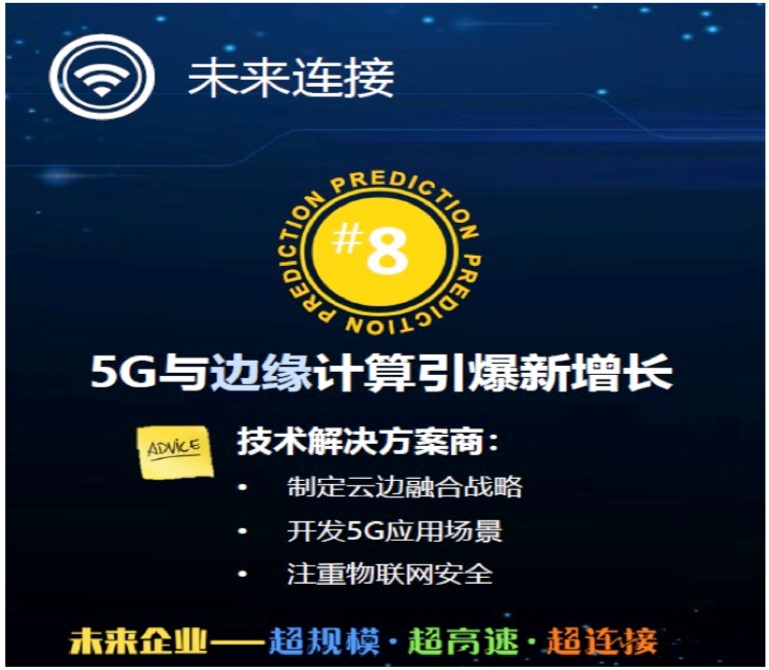 未来连接
PREDICTION PREDICTION PREDICTION PREDICTION
#8
5G与边缘计算引爆新增长
ADVICE
技术解决方案商：
• 制定云边融合战略
• 开发5G应用场景
• 注重物联网安全
未来企业——超规模·超高速·超连接